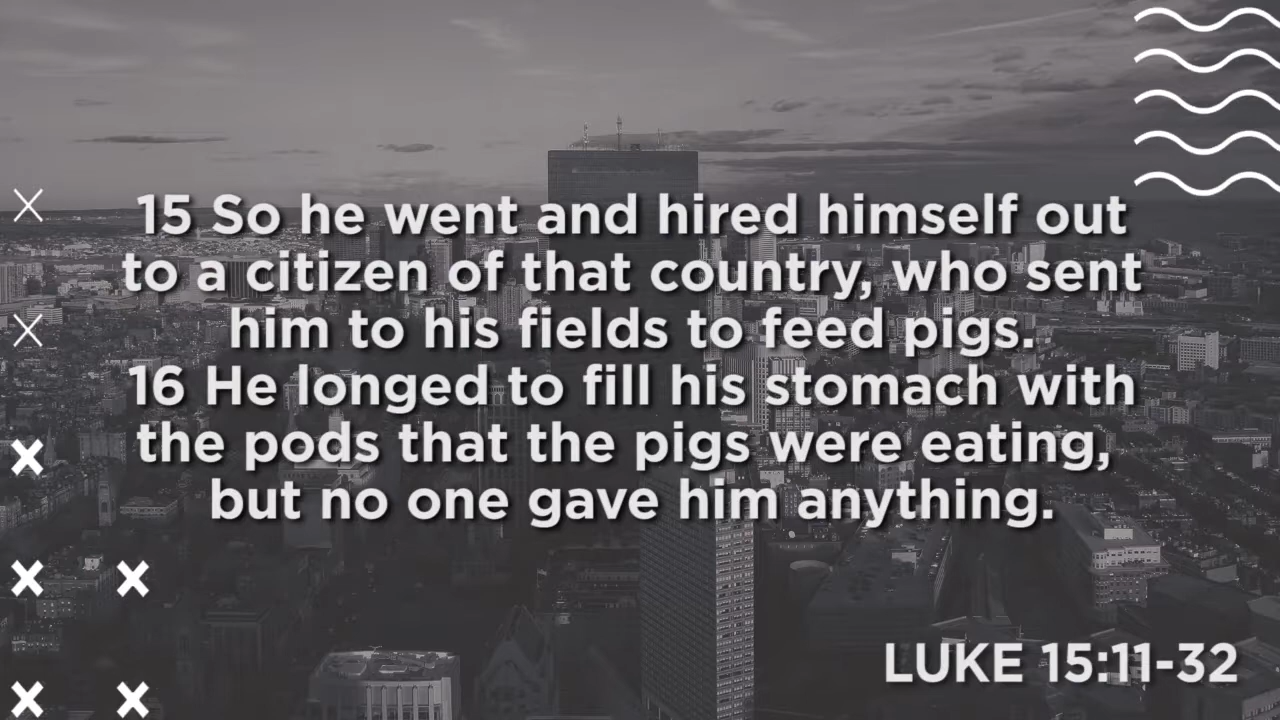 15 So he went and hired himself out
to a citizen of that country, who sent
him to his fields to feed pigs.
16 He longed to fill his stomach with
the pods that the pigs were eating,
but no one gave him anything.
LUKE 15:11-32